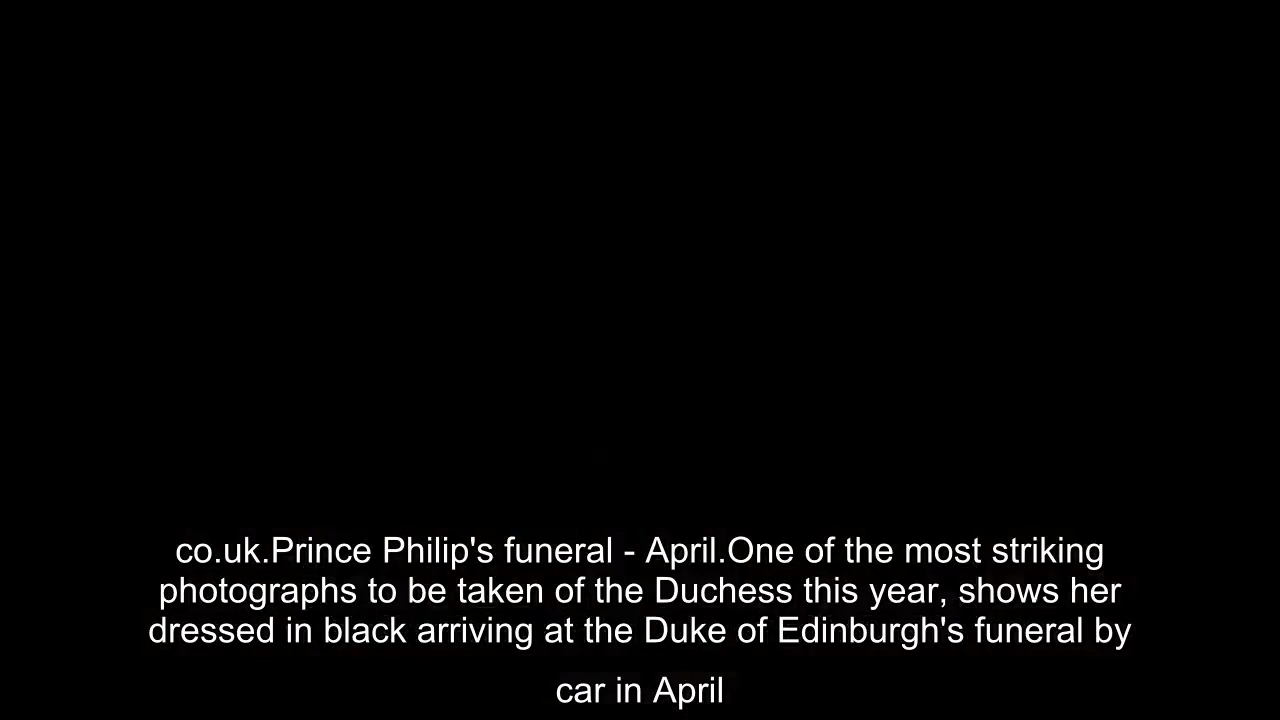 co.uk.Prince Philip's funeral - April.One of the most striking
photographs to be taken of the Duchess this year, shows her
dressed in black arriving at the Duke of Edinburgh's funeral by
car in April